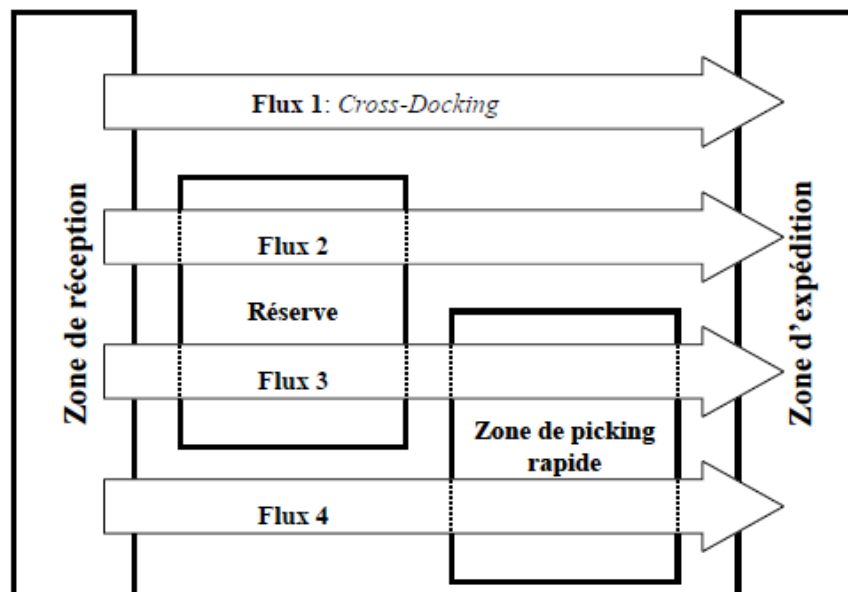 Flux 1: Cross-Docking
Zone de réception
Flux 2
Réserve
Flux 3
Zone de picking
rapide
Flux 4
Zone d'expédition